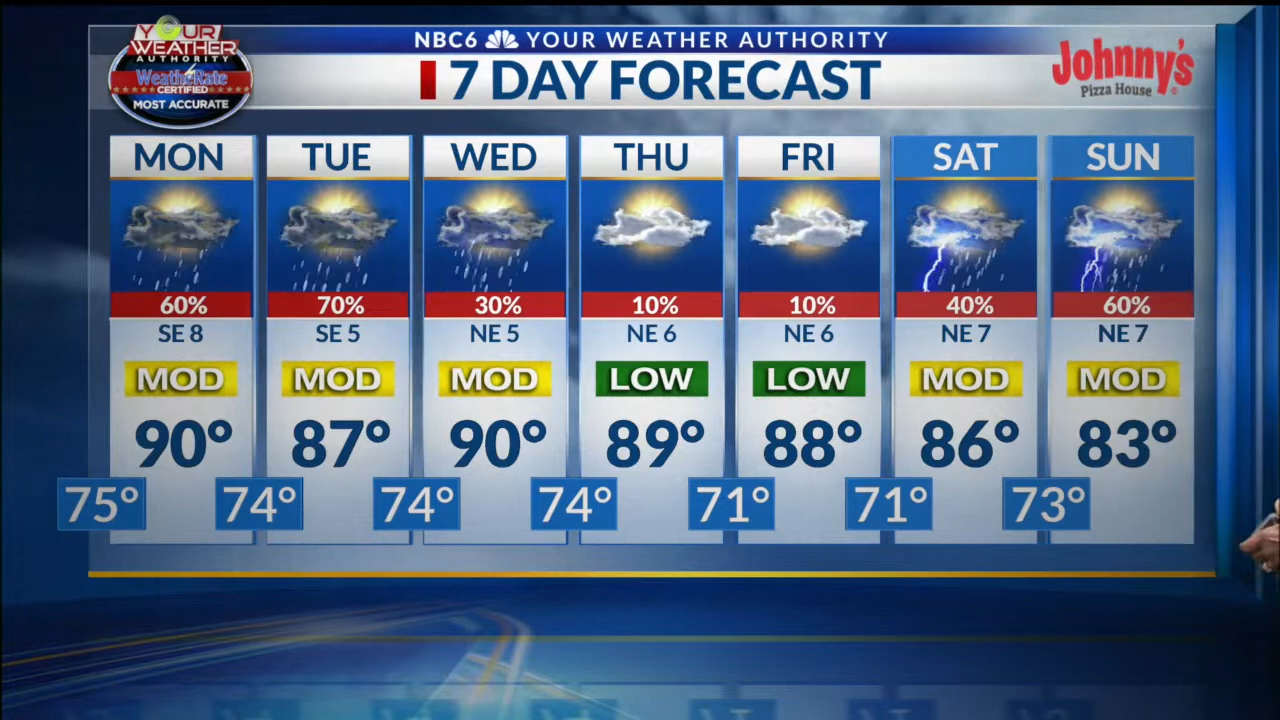 YOUR
WEATHER
AUTHORITY
WeatheRate
CERTIFIED
MOST ACCURATE
NBC6 YOUR WEATHER AUTHORITY
7 DAY FORECAST
Johnny's
Pizza House
MON TUE WED THU FRI SAT SUN
60% 70% 30% 10% 10% 40% 60%
SE 8 SE 5 NE 5 NE 6 NE 6 NE 7 NE 7
MOD MOD MOD LOW LOW MOD MOD
90° 87° 90° 89° 88° 86° 83°
75° 74° 74° 74° 71° 71° 73°